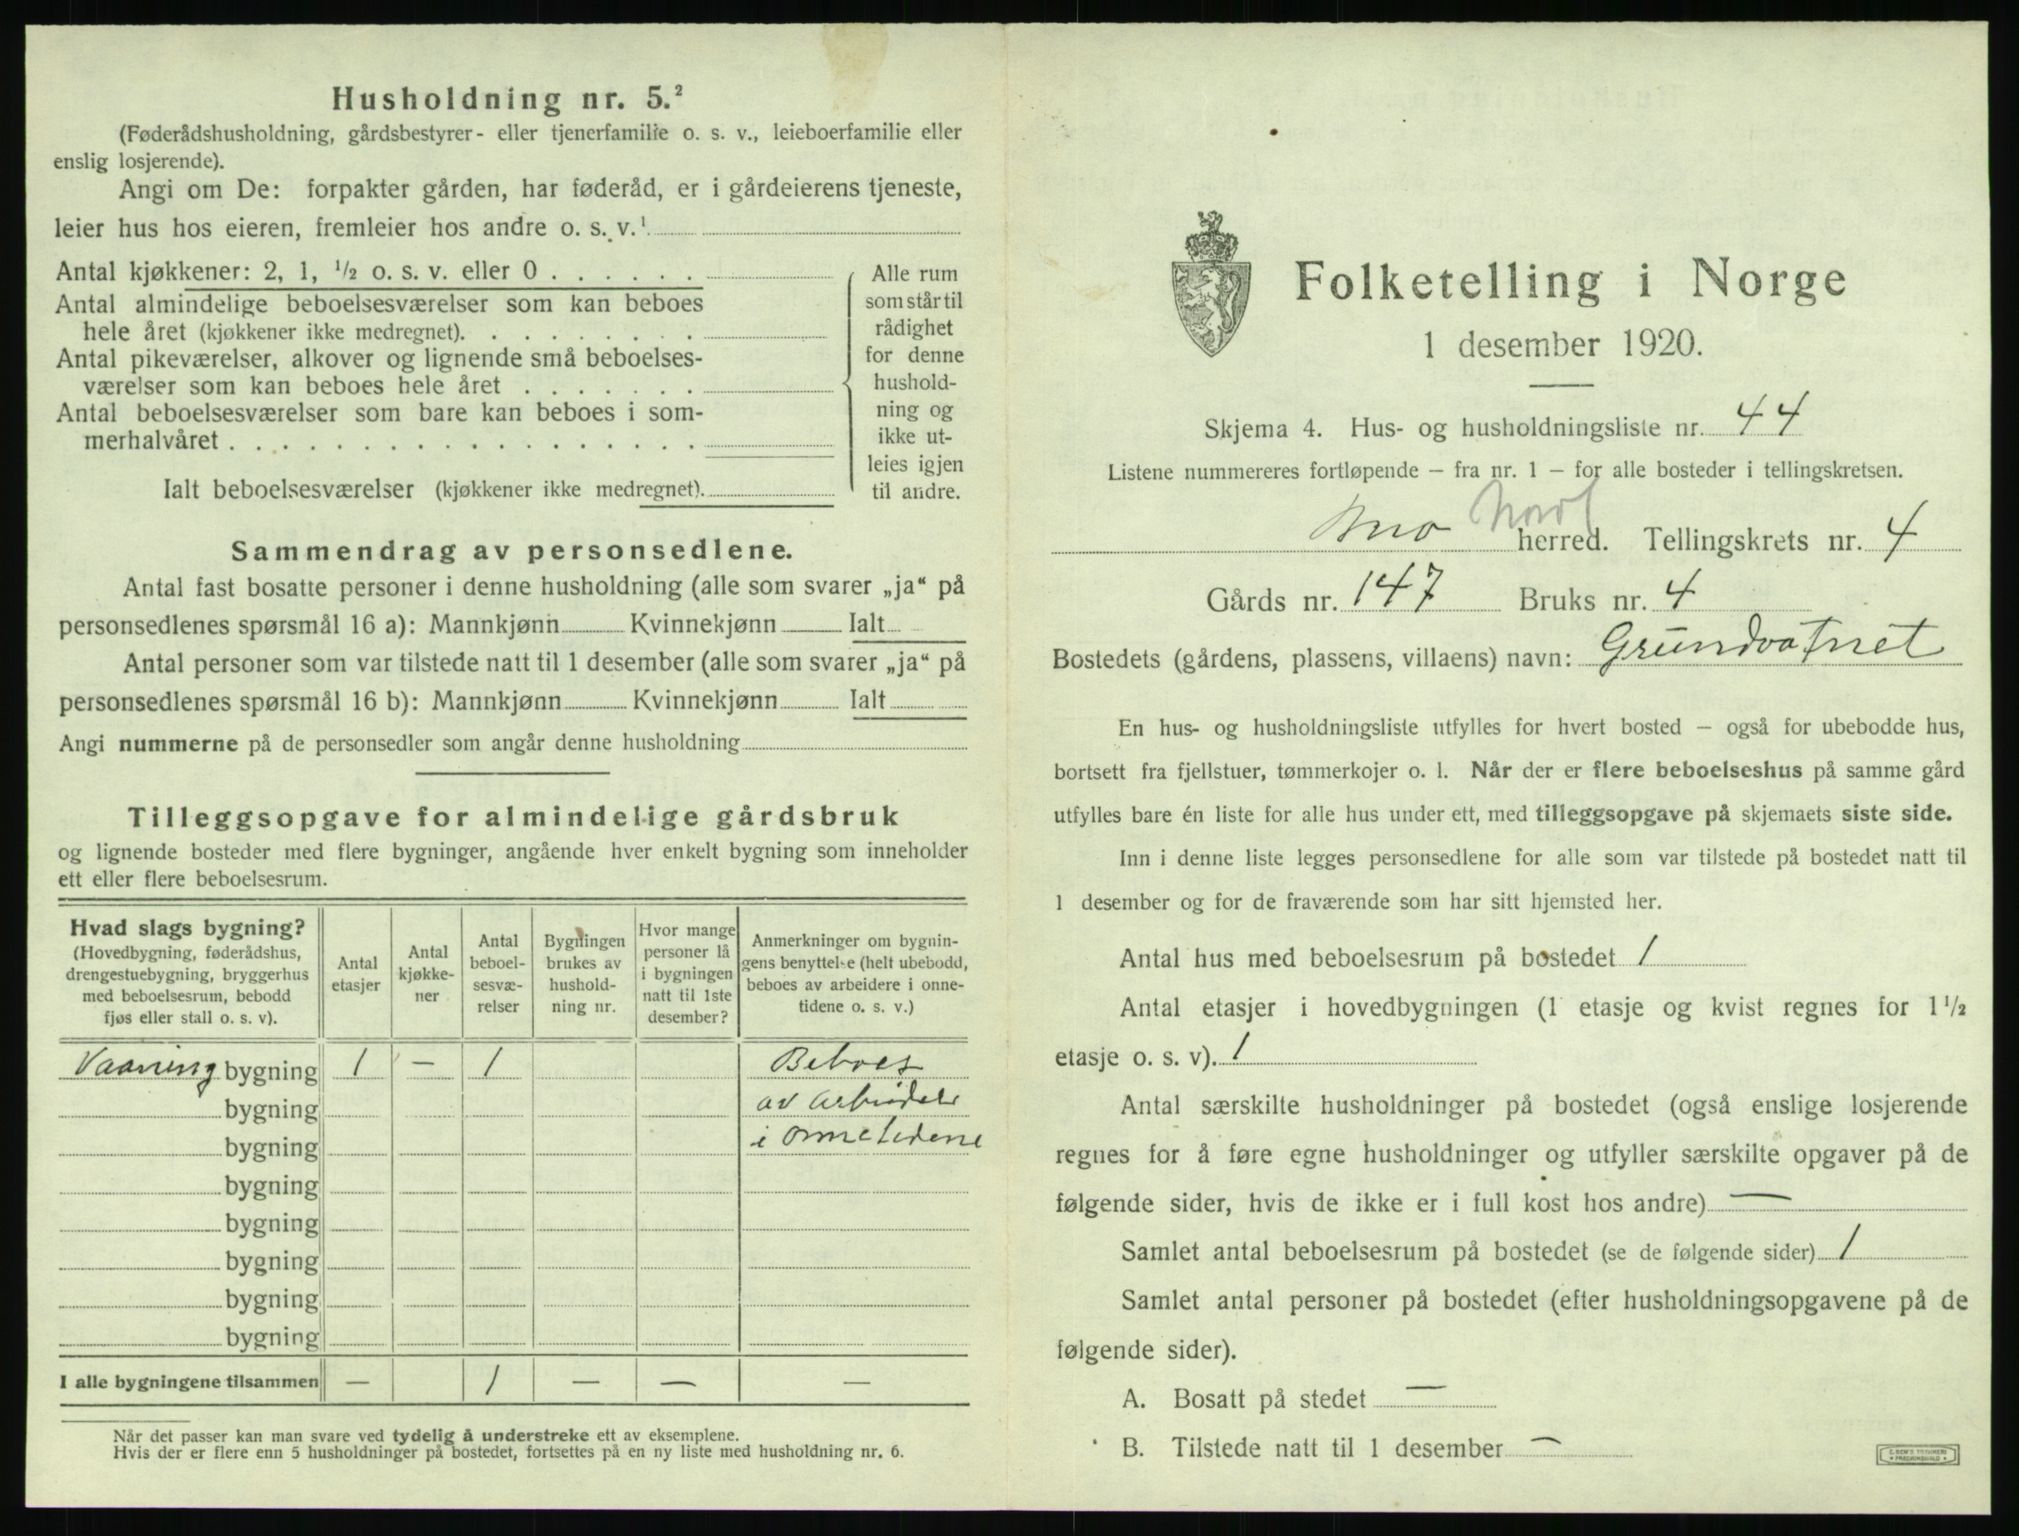 Husholdning nr. 5.²
(Føderådshusholdning, gårdsbestyrer- eller tjenerfamilie o. s. v., leieboerfamilie eller
enslig losjerende).
Angi om De: forpakter gården, har føderåd, er i gårdeierens tjeneste,
leier hus hos eieren, fremleier hos andre o. s. v.¹
Antal kjøkkener: 2, 1, ½ o. s. v. eller 0 . . . . . .
Antal almindelige beboelsesværelser som kan beboes
hele året (kjøkkener ikke medregnet). . . . . . . . .
Antal pikeværelser, alkover og lignende små beboelses-
værelser som kan beboes hele året . . . . . . .
Antal beboelsesværelser som bare kan beboes i som-
merhalvåret . . . . . . . . . . . . . . . . . .
Ialt beboelsesværelser (kjøkkener ikke medregnet).
Alle rum
som står til
rådighet
for denne
hushold-
ning og
ikke ut-
leies igjen
til andre.
Sammendrag av personsedlene.
Antal fast bosatte personer i denne husholdning (alle som svarer „ja“ på
personsedlenes spørsmål 16 a): Mannkjønn Kvinnekjønn Ialt
Antal personer som var tilstede natt til 1 desember (alle som svarer „ja“ på
personsedlenes spørsmål 16 b): Mannkjønn Kvinnekjønn Ialt
Angi nummerne på de personsedler som angår denne husholdning
Tilleggsopgave for almindelige gårdsbruk
og lignende bosteder med flere bygninger, angående hver enkelt bygning som inneholder
ett eller flere beboelsesrum.
Hvad slags bygning?
(Hovedbygning, føderådshus,
drengestuebygning, bryggerhus
med beboelsesrum, bebodd
fjøs eller stall o. s. v).
Antal
etasjer
Antal
kjøkke-
ner
Antal
beboel-
sesvæ-
relser
Bygningen
brukes av
hushold-
ning nr.
Hvor mange
personer lå
i bygningen
natt til 1ste
desember?
Anmerkninger om bygnin-
gens benyttelse (helt ubebodd,
beboes av arbeidere i onne-
tidene o. s. v.)
Vaaning bygning 1 – 1 Beboes
bygning av arbeidere
bygning i onnetidene
bygning
bygning
bygning
bygning
bygning
I alle bygningene tilsammen — 1 — — —
Når det passer kan man svare ved tydelig å understreke ett av eksemplene.
Hvis der er flere enn 5 husholdninger på bostedet, fortsettes på en ny liste med husholdning nr. 6.
Folketelling i Norge
1 desember 1920.
Skjema 4. Hus- og husholdningsliste nr. 44
Listene nummereres fortløpende – fra nr. 1 – for alle bosteder i tellingskretsen.
Nord
Mo herred. Tellingskrets nr. 4
Gårds nr. 147 Bruks nr. 4
Bostedets (gårdens, plassens, villaens) navn: Grundvatnet
En hus- og husholdningsliste utfylles for hvert bosted – også for ubebodde hus,
bortsett fra fjellstuer, tømmerkojer o. l. Når der er flere beboelseshus på samme gård
utfylles bare én liste for alle hus under ett, med tilleggsopgave på skjemaets siste side.
Inn i denne liste legges personsedlene for alle som var tilstede på bostedet natt til
1 desember og for de fraværende som har sitt hjemsted her.
Antal hus med beboelsesrum på bostedet 1
Antal etasjer i hovedbygningen (1 etasje og kvist regnes for 1 ½
etasje o. s. v). 1
Antal særskilte husholdninger på bostedet (også enslige losjerende
regnes for å føre egne husholdninger og utfyller særskilte opgaver på de
følgende sider, hvis de ikke er i full kost hos andre) —
Samlet antal beboelsesrum på bostedet (se de følgende sider) 1
Samlet antal personer på bostedet (efter husholdningsopgavene på de
følgende sider).
A. Bosatt på stedet —
B. Tilstede natt til 1 desember —